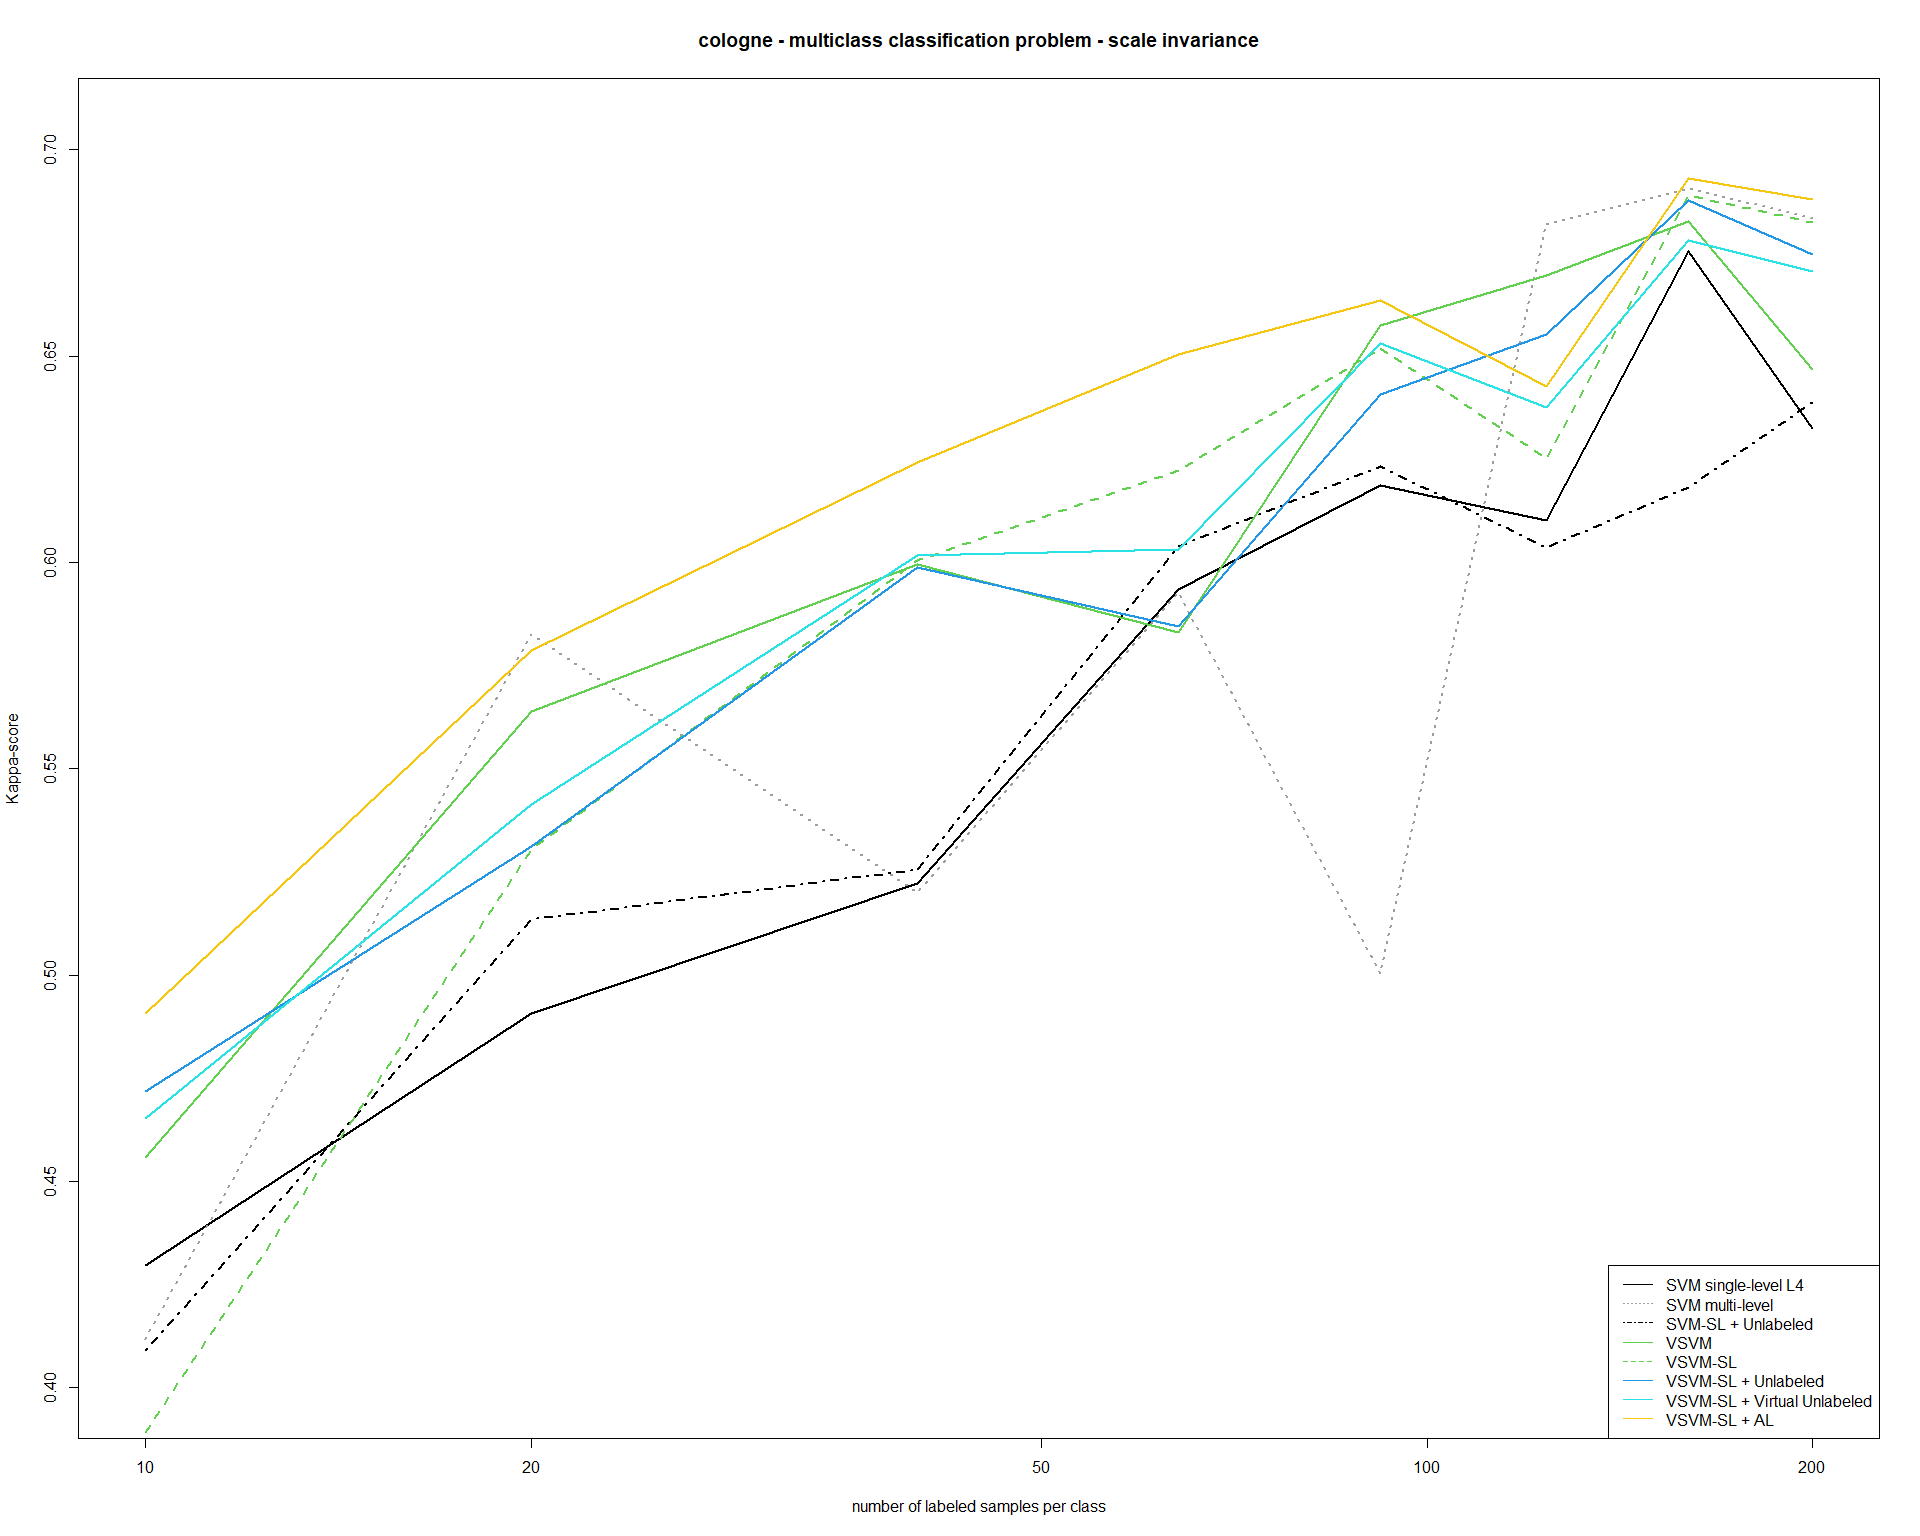 cologne - multiclass classification problem - scale invariance
0.70
0.65
0.60
0.55
0.50
0.45
0.40
Kappa-score
SVM single-level L4
SVM multi-level
SVM-SL + Unlabeled
VSVM
VSVM-SL
VSVM-SL + Unlabeled
VSVM-SL + Virtual Unlabeled
VSVM-SL + AL
10 20 50 100 200
number of labeled samples per class